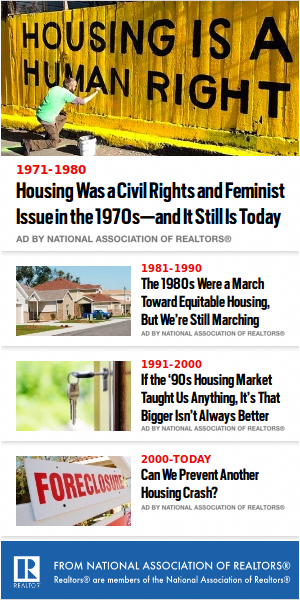 HOUSING IS A
HUMAN RIGHT
1971-1980
Housing Was a Civil Rights and Feminist
Issue in the 1970s—and It Still Is Today
AD BY NATIONAL ASSOCIATION OF REALTORS®
1981-1990
The 1980s Were a March
Toward Equitable Housing,
But We're Still Marching
AD BY NATIONAL ASSOCIATION OF REALTORS®
1991-2000
If the '90s Housing Market
Taught Us Anything, It's That
Bigger Isn't Always Better
AD BY NATIONAL ASSOCIATION OF REALTORS®
FORECLOSURE
2000-TODAY
Can We Prevent Another
Housing Crash?
AD BY NATIONAL ASSOCIATION OF REALTORS®
R
REALTOR
FROM NATIONAL ASSOCIATION OF REALTORS®
Realtors® are members of the National Association of Realtors®